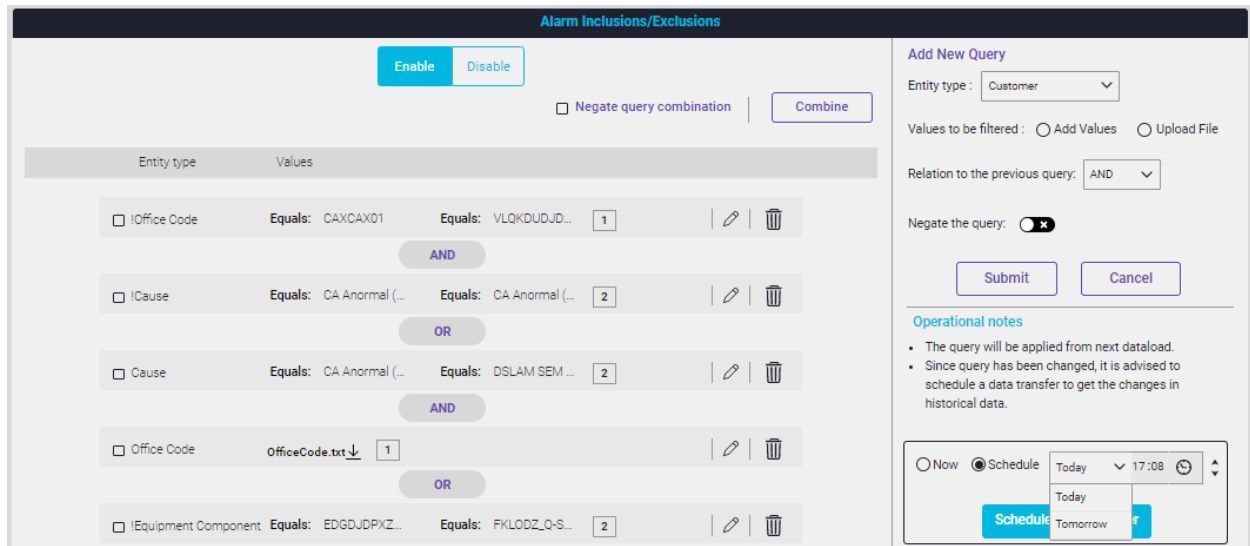 Alarm Inclusions/Exclusions
Enable Disable
Negate query combination Combine
Entity type Values
!Office Code Equals: CAXCAX01 Equals: VLQKDUDJD... 1
AND
!Cause Equals: CA Anormal (... Equals: CA Anormal (... 2
OR
Cause Equals: CA Anormal (... Equals: DSLAM SEM ... 2
AND
Office Code OfficeCode.txt 1
OR
!Equipment Component Equals: EDGDJDPXZ... Equals: FKLODZ_Q-S... 2
Add New Query
Entity type : Customer
Values to be filtered : Add Values Upload File
Relation to the previous query: AND
Negate the query:
Submit Cancel
Operational notes
• The query will be applied from next dataload.
• Since query has been changed, it is advised to
schedule a data transfer to get the changes in
historical data.
Now Schedule Today 17:08
Today
Tomorrow
Schedule